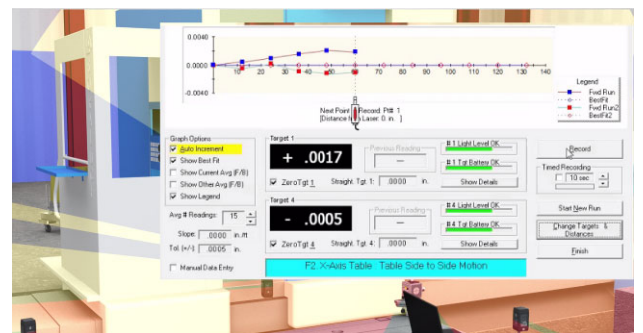 0.0040
0.0000
10 20 30 40 50 60 70 80 90 100 110 120 130 140
-0.0040
Legend
Fwd Run
BestFit
Fwd Run2
BestFit2
Next Point to Record: Pt# 1
[Distance from Laser: 0 in. ]
Graph Options
Auto Increment
Show Best Fit
Show Current Avg (F/B)
Show Other Avg (F/B)
Show Legend
Avg # Readings: 15
Slope: .0000 in./ft
Tol. (+/-) .0005 in.
Manual Data Entry
Target 1
+ .0017
Previous Reading
---
# 1 Light Level OK
# 1 Tgt Battery OK
ZeroTgt 1 Straight. Tgt. 1: .0000 in.
Show Details
Target 4
- .0005
Previous Reading
---
# 4 Light Level OK
# 4 Tgt Battery OK
ZeroTgt 4 Straight. Tgt. 4: .0000 in.
Show Details
F2. X-Axis Table : Table Side to Side Motion
Record
Timed Recording
10 sec
Start New Run
Change Targets &
Distances
Finish